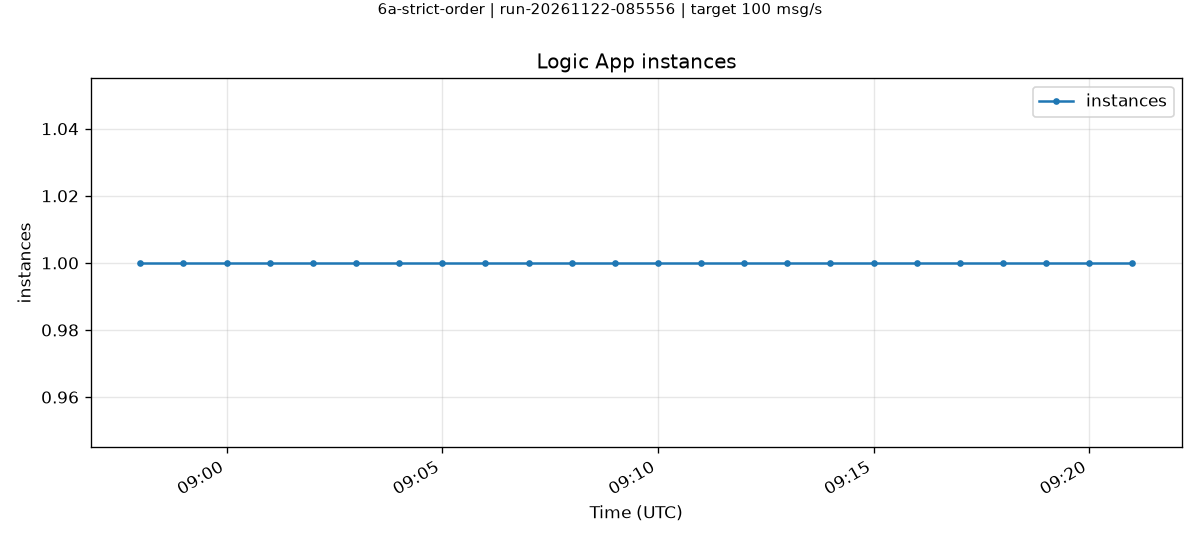 6a-strict-order | run-20261122-085556 | target 100 msg/s
Logic App instances
instances
1.04
1.02
1.00
0.98
0.96
instances
09:00
09:05
09:10
09:15
09:20
Time (UTC)